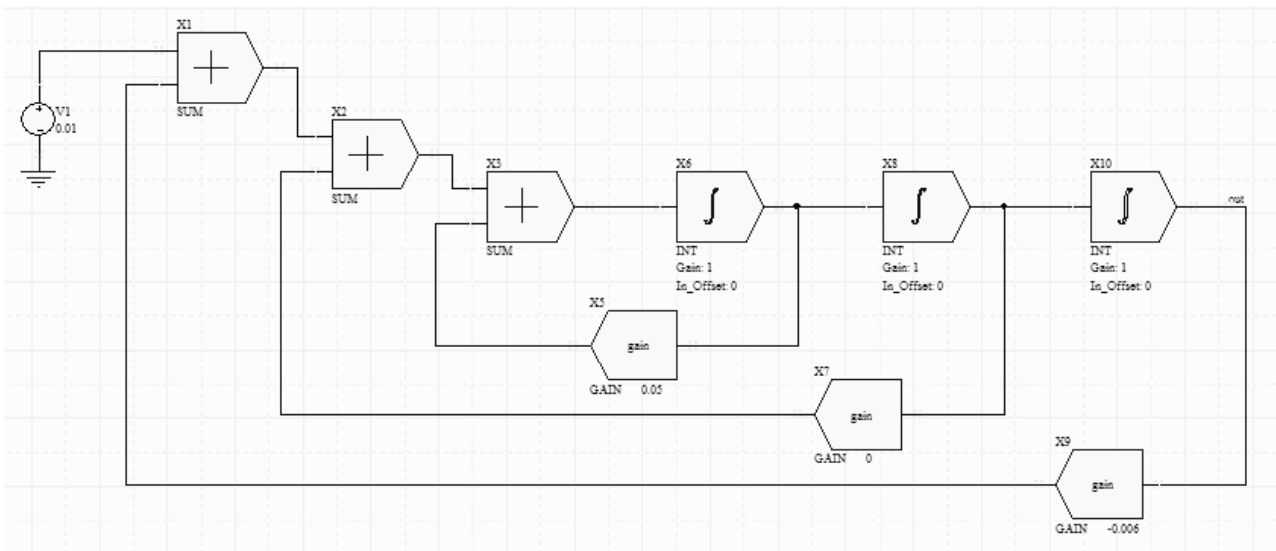 X1
SUM
V1
0.01
X2
SUM
X3
SUM
X6
INT
Gain: 1
In_Offset: 0
X8
INT
Gain: 1
In_Offset: 0
X10
INT
Gain: 1
In_Offset: 0
out
X5
gain
GAIN 0.05
X7
gain
GAIN 0
X9
gain
GAIN -0.006